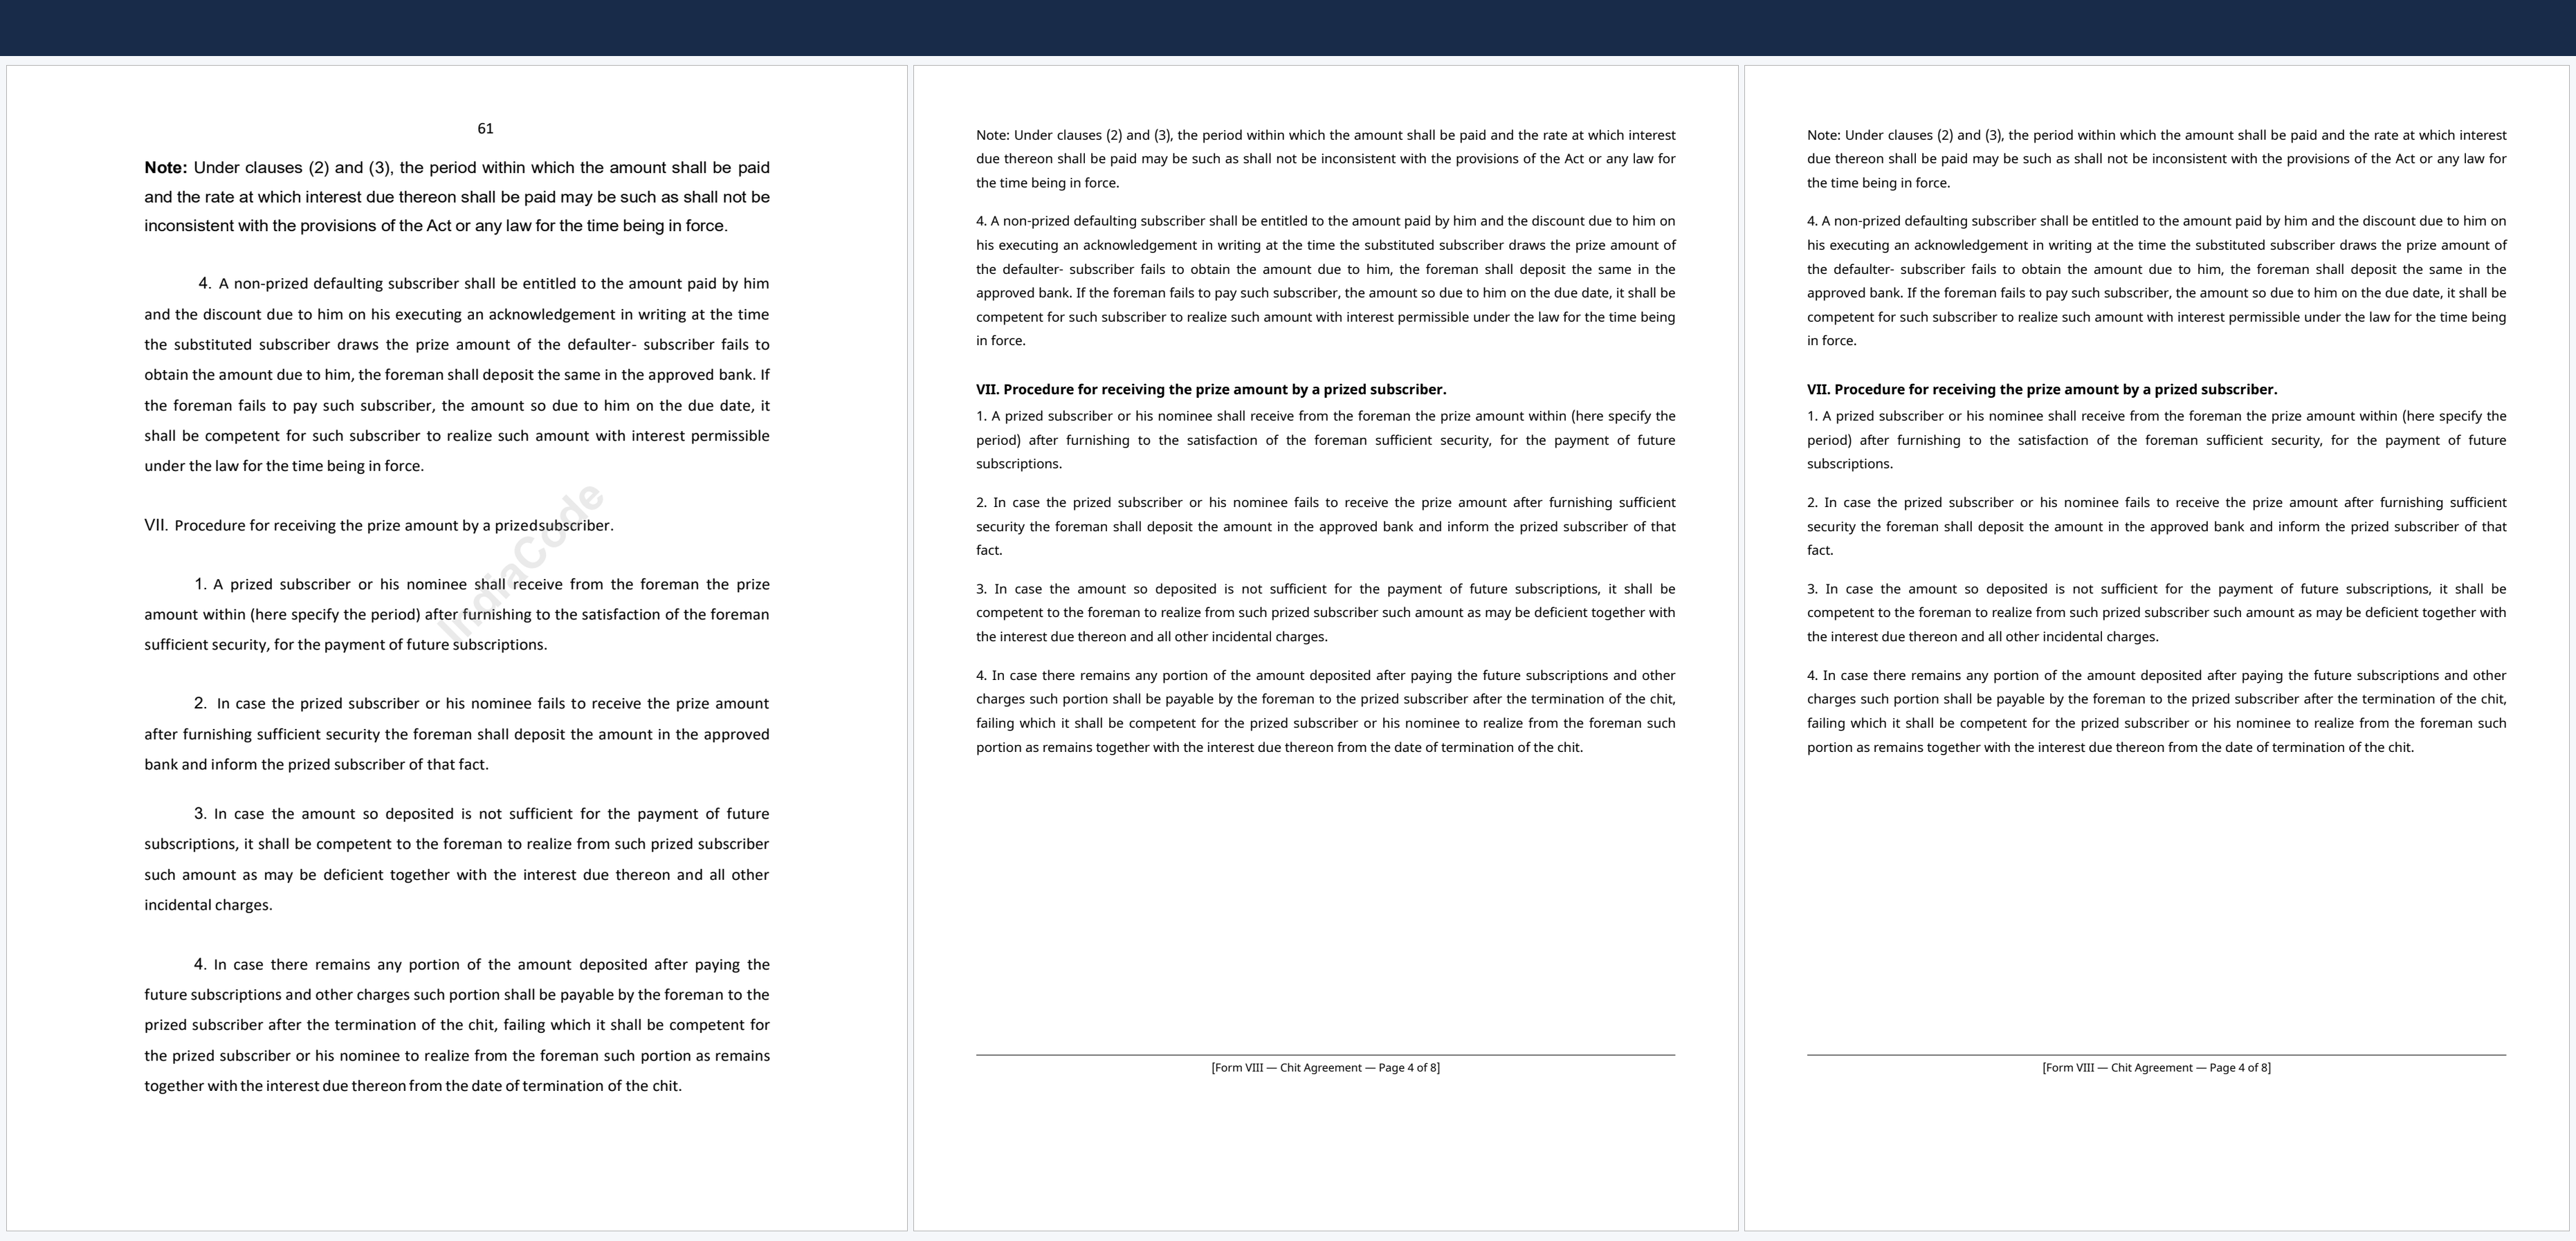 61
Note: Under clauses (2) and (3), the period within which the amount shall be paid
and the rate at which interest due thereon shall be paid may be such as shall not be
inconsistent with the provisions of the Act or any law for the time being in force.
4. A non-prized defaulting subscriber shall be entitled to the amount paid by him
and the discount due to him on his executing an acknowledgement in writing at the time
the substituted subscriber draws the prize amount of the defaulter- subscriber fails to
obtain the amount due to him, the foreman shall deposit the same in the approved bank. If
the foreman fails to pay such subscriber, the amount so due to him on the due date, it
shall be competent for such subscriber to realize such amount with interest permissible
under the law for the time being in force.
VII. Procedure for receiving the prize amount by a prizedsubscriber.
1. A prized subscriber or his nominee shall receive from the foreman the prize
amount within (here specify the period) after furnishing to the satisfaction of the foreman
sufficient security, for the payment of future subscriptions.
2. In case the prized subscriber or his nominee fails to receive the prize amount
after furnishing sufficient security the foreman shall deposit the amount in the approved
bank and inform the prized subscriber of that fact.
3. In case the amount so deposited is not sufficient for the payment of future
subscriptions, it shall be competent to the foreman to realize from such prized subscriber
such amount as may be deficient together with the interest due thereon and all other
incidental charges.
4. In case there remains any portion of the amount deposited after paying the
future subscriptions and other charges such portion shall be payable by the foreman to the
prized subscriber after the termination of the chit, failing which it shall be competent for
the prized subscriber or his nominee to realize from the foreman such portion as remains
together with the interest due thereon from the date of termination of the chit.
IndiaCode
Note: Under clauses (2) and (3), the period within which the amount shall be paid and the rate at which interest
due thereon shall be paid may be such as shall not be inconsistent with the provisions of the Act or any law for
the time being in force.
4. A non-prized defaulting subscriber shall be entitled to the amount paid by him and the discount due to him on
his executing an acknowledgement in writing at the time the substituted subscriber draws the prize amount of
the defaulter- subscriber fails to obtain the amount due to him, the foreman shall deposit the same in the
approved bank. If the foreman fails to pay such subscriber, the amount so due to him on the due date, it shall be
competent for such subscriber to realize such amount with interest permissible under the law for the time being
in force.
VII. Procedure for receiving the prize amount by a prized subscriber.
1. A prized subscriber or his nominee shall receive from the foreman the prize amount within (here specify the
period) after furnishing to the satisfaction of the foreman sufficient security, for the payment of future
subscriptions.
2. In case the prized subscriber or his nominee fails to receive the prize amount after furnishing sufficient
security the foreman shall deposit the amount in the approved bank and inform the prized subscriber of that
fact.
3. In case the amount so deposited is not sufficient for the payment of future subscriptions, it shall be
competent to the foreman to realize from such prized subscriber such amount as may be deficient together with
the interest due thereon and all other incidental charges.
4. In case there remains any portion of the amount deposited after paying the future subscriptions and other
charges such portion shall be payable by the foreman to the prized subscriber after the termination of the chit,
failing which it shall be competent for the prized subscriber or his nominee to realize from the foreman such
portion as remains together with the interest due thereon from the date of termination of the chit.
[Form VIII — Chit Agreement — Page 4 of 8]
Note: Under clauses (2) and (3), the period within which the amount shall be paid and the rate at which interest
due thereon shall be paid may be such as shall not be inconsistent with the provisions of the Act or any law for
the time being in force.
4. A non-prized defaulting subscriber shall be entitled to the amount paid by him and the discount due to him on
his executing an acknowledgement in writing at the time the substituted subscriber draws the prize amount of
the defaulter- subscriber fails to obtain the amount due to him, the foreman shall deposit the same in the
approved bank. If the foreman fails to pay such subscriber, the amount so due to him on the due date, it shall be
competent for such subscriber to realize such amount with interest permissible under the law for the time being
in force.
VII. Procedure for receiving the prize amount by a prized subscriber.
1. A prized subscriber or his nominee shall receive from the foreman the prize amount within (here specify the
period) after furnishing to the satisfaction of the foreman sufficient security, for the payment of future
subscriptions.
2. In case the prized subscriber or his nominee fails to receive the prize amount after furnishing sufficient
security the foreman shall deposit the amount in the approved bank and inform the prized subscriber of that
fact.
3. In case the amount so deposited is not sufficient for the payment of future subscriptions, it shall be
competent to the foreman to realize from such prized subscriber such amount as may be deficient together with
the interest due thereon and all other incidental charges.
4. In case there remains any portion of the amount deposited after paying the future subscriptions and other
charges such portion shall be payable by the foreman to the prized subscriber after the termination of the chit,
failing which it shall be competent for the prized subscriber or his nominee to realize from the foreman such
portion as remains together with the interest due thereon from the date of termination of the chit.
[Form VIII — Chit Agreement — Page 4 of 8]